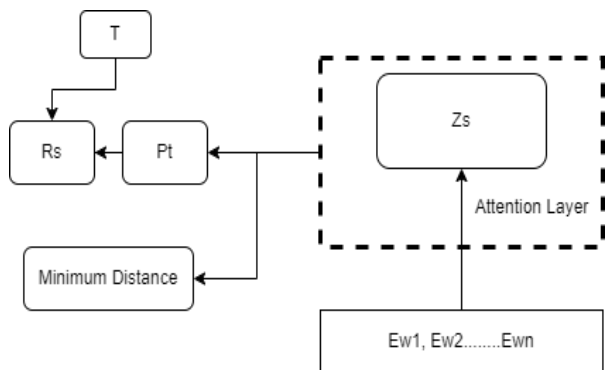 T
Zs
Rs
Pt
Attention Layer
Minimum Distance
Ew1, Ew2........Ewn